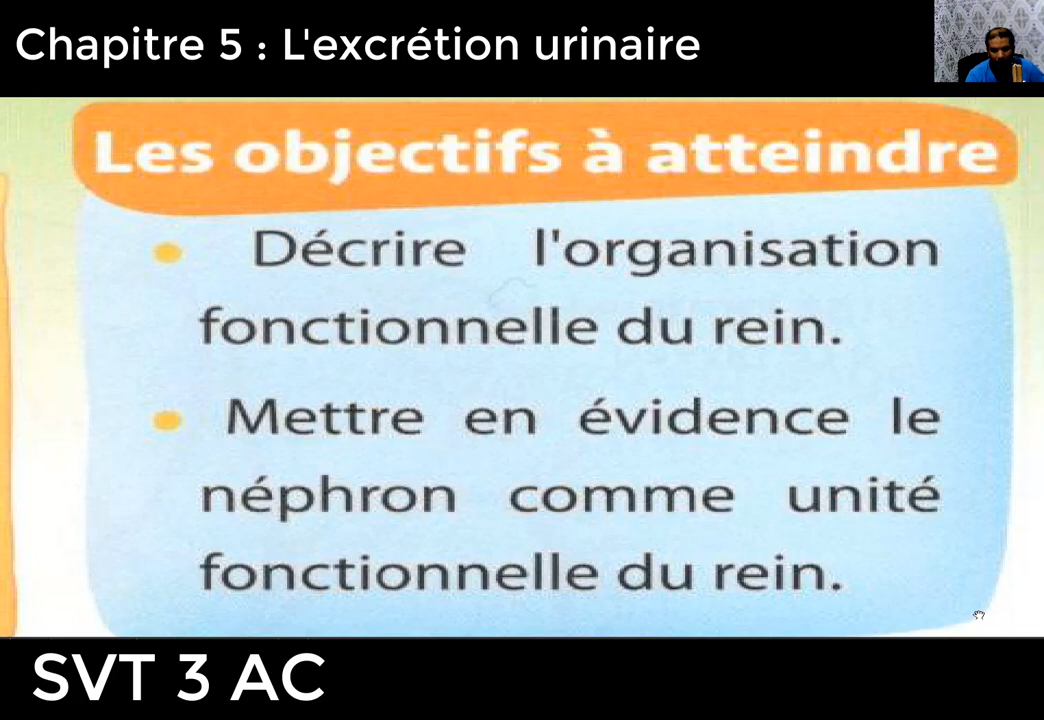 Chapitre 5 : L'excrétion urinaire
Les objectifs à atteindre
• Décrire l'organisation
fonctionnelle du rein.
• Mettre en évidence le
néphron comme unité
fonctionnelle du rein.
SVT 3 AC